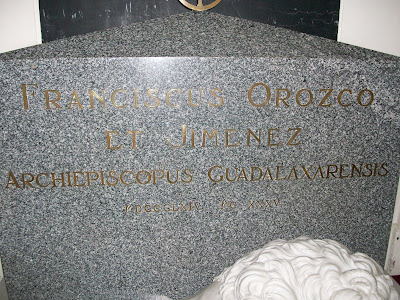 FRANCISCUS OROZCO
ET JIMENEZ
ARCHIEPISCOPUS GUADALAXARENSIS